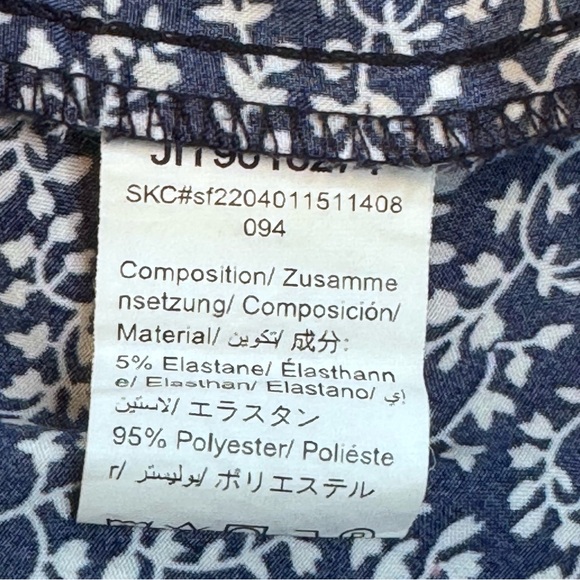 SKC#sf2204011511408
094
Composition/ Zusamme
nsetzung/ Composición/
Material/ تكوين/ 成分:
5% Elastane/ Élasthann
e/ Elasthan/ Elastano/ إي
لاستين/ エラスタン
95% Polyester/ Poliéste
r/ بوليستر/ ポリエステル